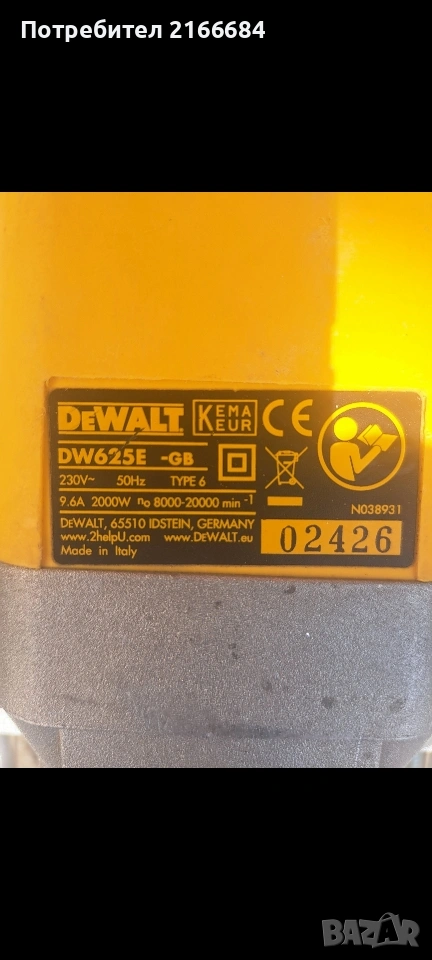 Потребител 2166684
DEWALT KEMA KEUR CE
DW625E -GB
230V~ 50Hz TYPE 6
9.6A 2000W n₀ 8000-20000 min⁻¹
N038931
DEWALT, 65510 IDSTEIN, GERMANY
www.2helpU.com www.DEWALT.eu
Made in Italy
02426
BAZAR